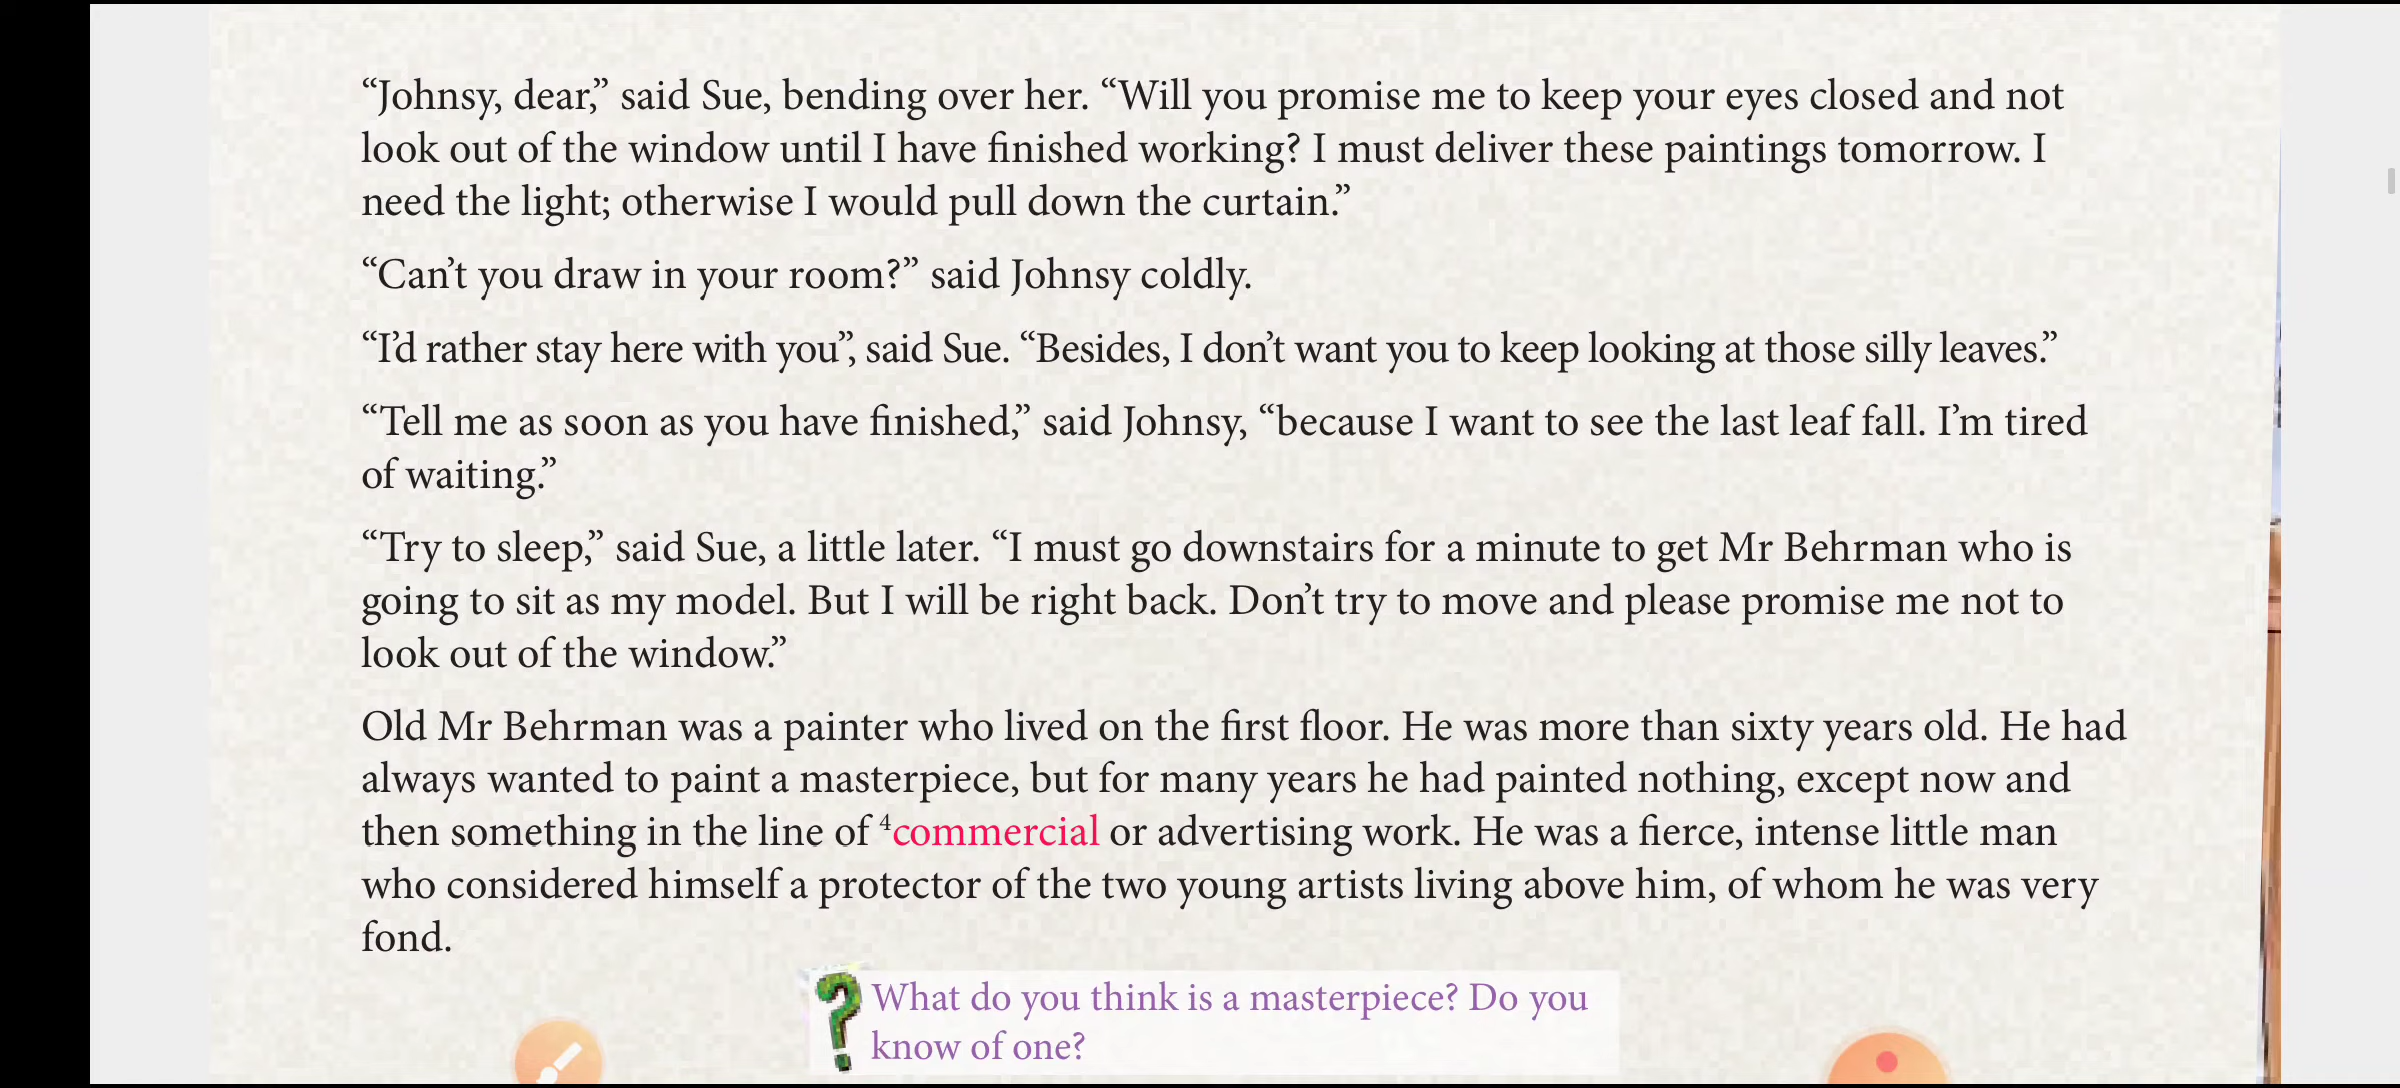 “Johnsy, dear,” said Sue, bending over her. “Will you promise me to keep your eyes closed and not
look out of the window until I have finished working? I must deliver these paintings tomorrow. I
need the light; otherwise I would pull down the curtain.”
“Can’t you draw in your room?” said Johnsy coldly.
“I’d rather stay here with you”, said Sue. “Besides, I don’t want you to keep looking at those silly leaves.”
“Tell me as soon as you have finished,” said Johnsy, “because I want to see the last leaf fall. I’m tired
of waiting.”
“Try to sleep,” said Sue, a little later. “I must go downstairs for a minute to get Mr Behrman who is
going to sit as my model. But I will be right back. Don’t try to move and please promise me not to
look out of the window.”
Old Mr Behrman was a painter who lived on the first floor. He was more than sixty years old. He had
always wanted to paint a masterpiece, but for many years he had painted nothing, except now and
then something in the line of ⁴commercial or advertising work. He was a fierce, intense little man
who considered himself a protector of the two young artists living above him, of whom he was very
fond.
? What do you think is a masterpiece? Do you
know of one?